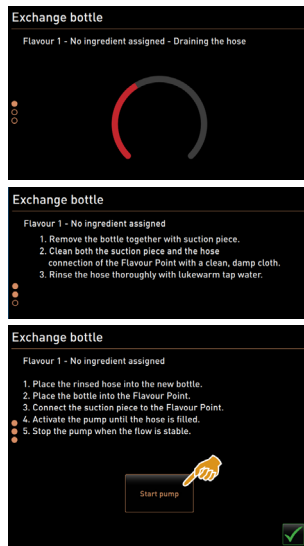 Exchange bottle
Flavour 1 - No ingredient assigned - Draining the hose
Exchange bottle
Flavour 1 - No ingredient assigned
1. Remove the bottle together with suction piece.
2. Clean both the suction piece and the hose
connection of the Flavour Point with a clean, damp cloth.
3. Rinse the hose thoroughly with lukewarm tap water.
Exchange bottle
Flavour 1 - No ingredient assigned
1. Place the rinsed hose into the new bottle.
2. Place the bottle into the Flavour Point.
3. Connect the suction piece to the Flavour Point.
4. Activate the pump until the hose is filled.
5. Stop the pump when the flow is stable.
Start pump